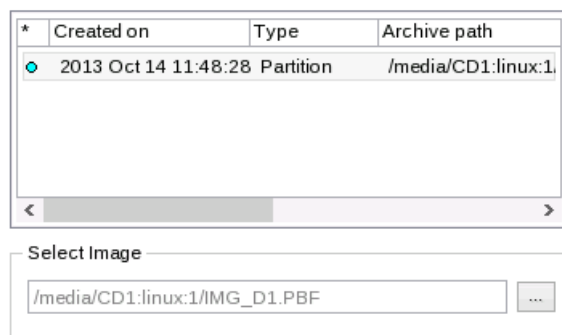 * Created on Type Archive path
2013 Oct 14 11:48:28 Partition /media/CD1:linux:1
Select Image
/media/CD1:linux:1/IMG_D1.PBF ...